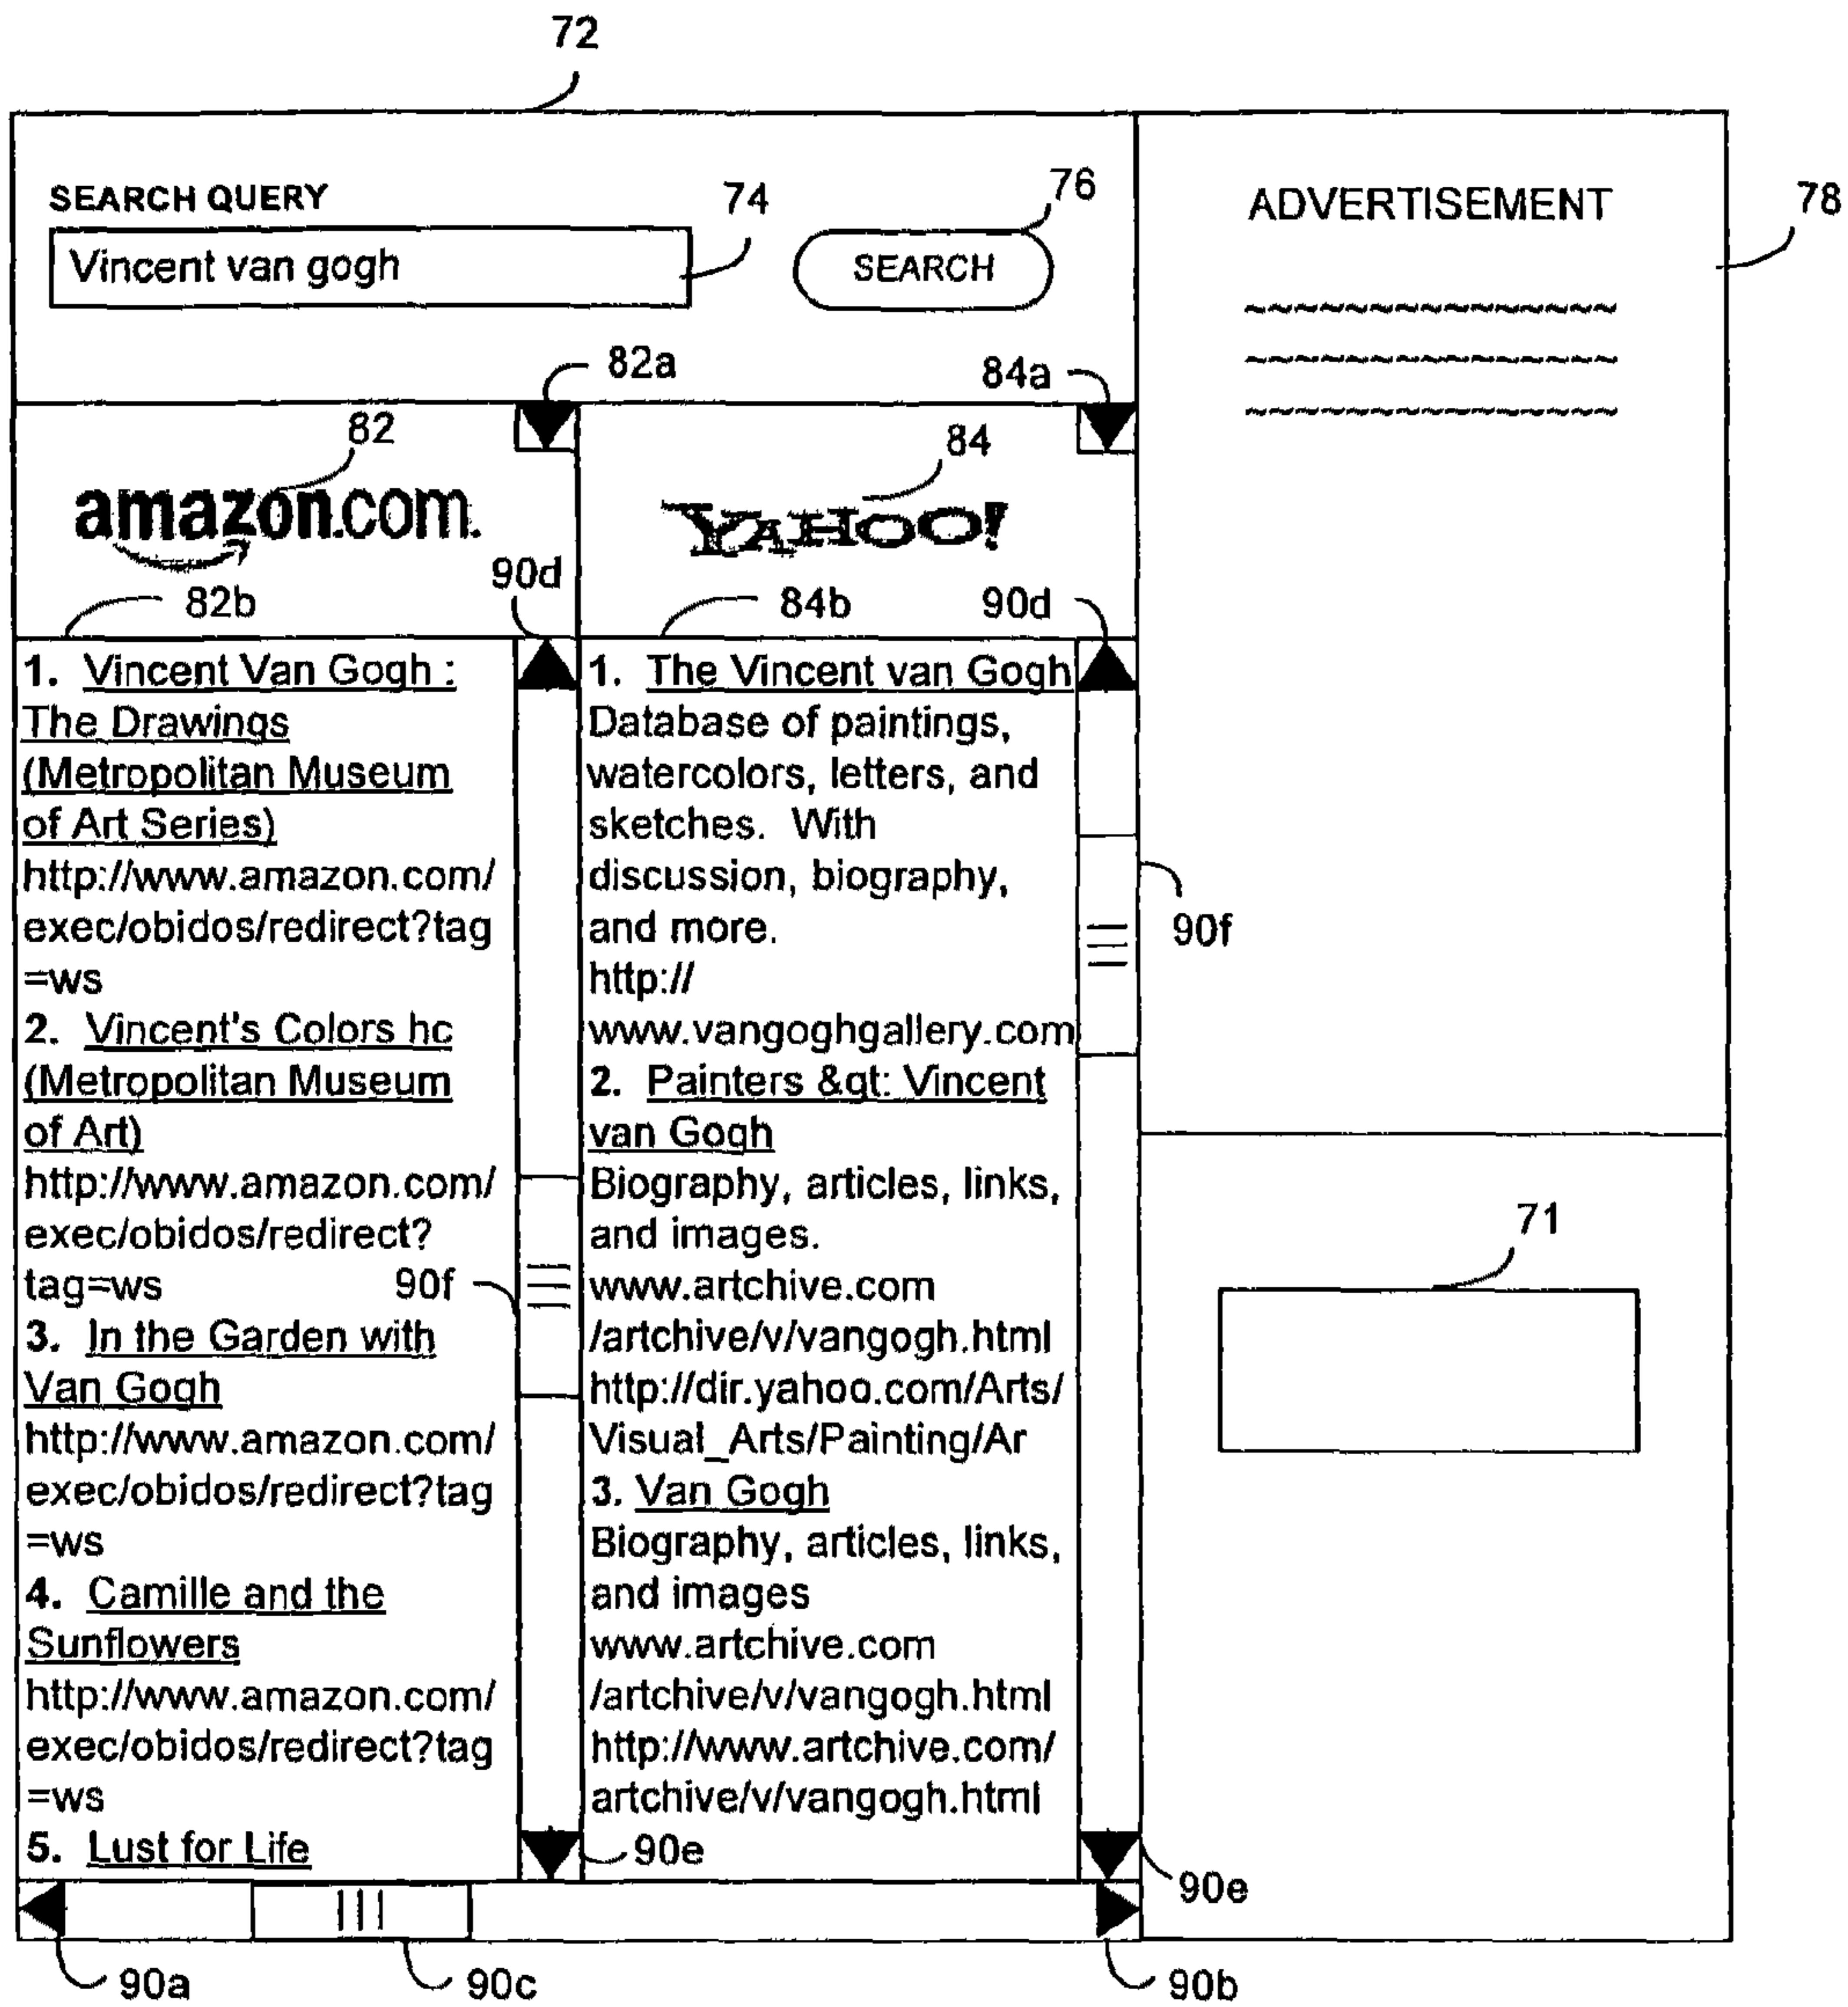 72
SEARCH QUERY
74
76
78
Vincent van gogh
SEARCH
ADVERTISEMENT
82a
84a
82
84
amazon.com.
YAHOO!
90d
82b
84b
90d
1. Vincent Van Gogh :
The Drawings
(Metropolitan Museum
of Art Series)
http://www.amazon.com/
exec/obidos/redirect?tag
=ws
2. Vincent's Colors hc
(Metropolitan Museum
of Art)
http://www.amazon.com/
exec/obidos/redirect?
tag=ws
90f
3. In the Garden with
Van Gogh
http://www.amazon.com/
exec/obidos/redirect?tag
=ws
4. Camille and the
Sunflowers
http://www.amazon.com/
exec/obidos/redirect?tag
=ws
5. Lust for Life
1. The Vincent van Gogh
Database of paintings,
watercolors, letters, and
sketches. With
discussion, biography,
and more.
http://
www.vangoghgallery.com
2. Painters &gt: Vincent
van Gogh
Biography, articles, links,
and images.
www.artchive.com
/artchive/v/vangogh.html
http://dir.yahoo.com/Arts/
Visual_Arts/Painting/Ar
3. Van Gogh
Biography, articles, links,
and images
www.artchive.com
/artchive/v/vangogh.html
http://www.artchive.com/
artchive/v/vangogh.html
90f
71
90e
90e
90a
90c
90b